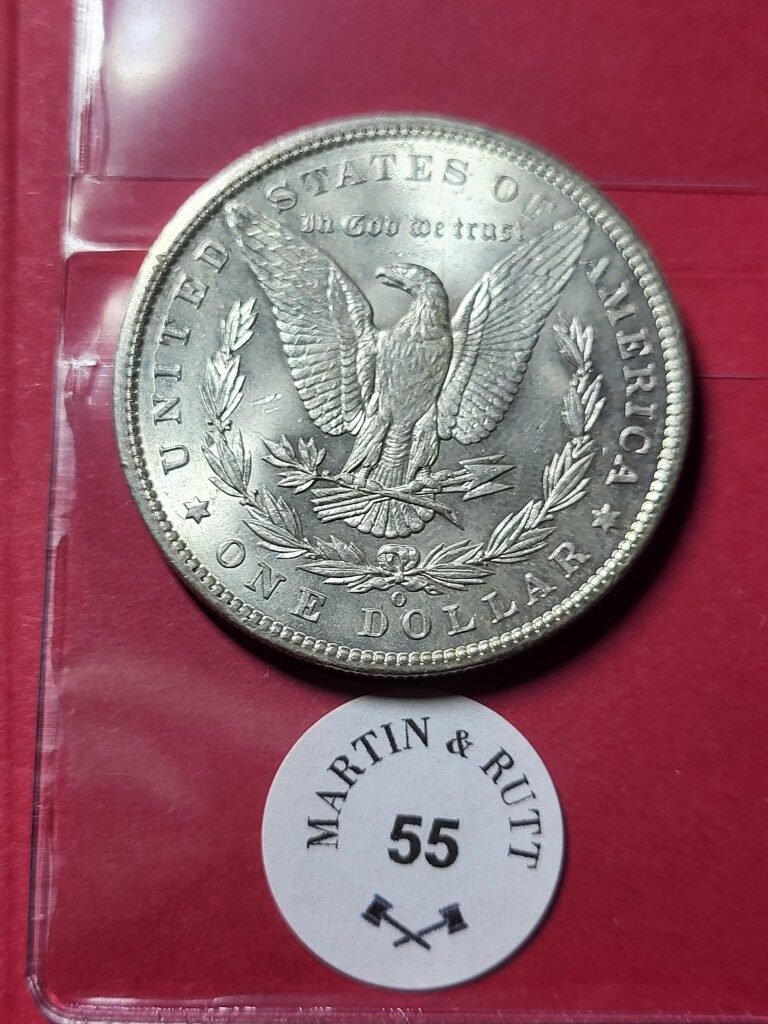 UNITED STATES OF AMERICA
In God we trust
O
ONE DOLLAR
MARTIN & RUTT
55